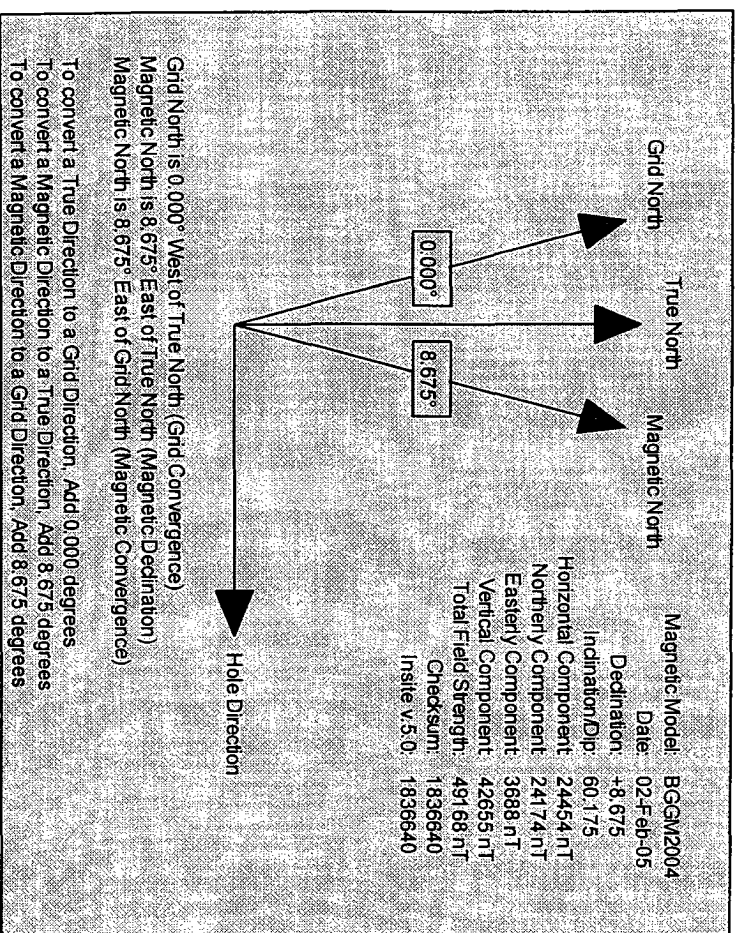 Grid North
True North
Magnetic North
0.000°
8.675°
Hole Direction
Magnetic Model: BGGM2004
Date: 02-Feb-05
Declination: +8.675
Inclination/Dip: 60.175
Horizontal Component: 24454 nT
Northerly Component: 24174 nT
Easterly Component: 3688 nT
Vertical Component: 42655 nT
Total Field Strength: 49168 nT
Checksum: 1836640
Insite v.5.0: 1836640
Grid North is 0.000° West of True North (Grid Convergence)
Magnetic North is 8.675° East of True North (Magnetic Declination)
Magnetic North is 8.675° East of Grid North (Magnetic Convergence)
To convert a True Direction to a Grid Direction, Add 0.000 degrees
To convert a Magnetic Direction to a True Direction, Add 8.675 degrees
To convert a Magnetic Direction to a Grid Direction, Add 8.675 degrees